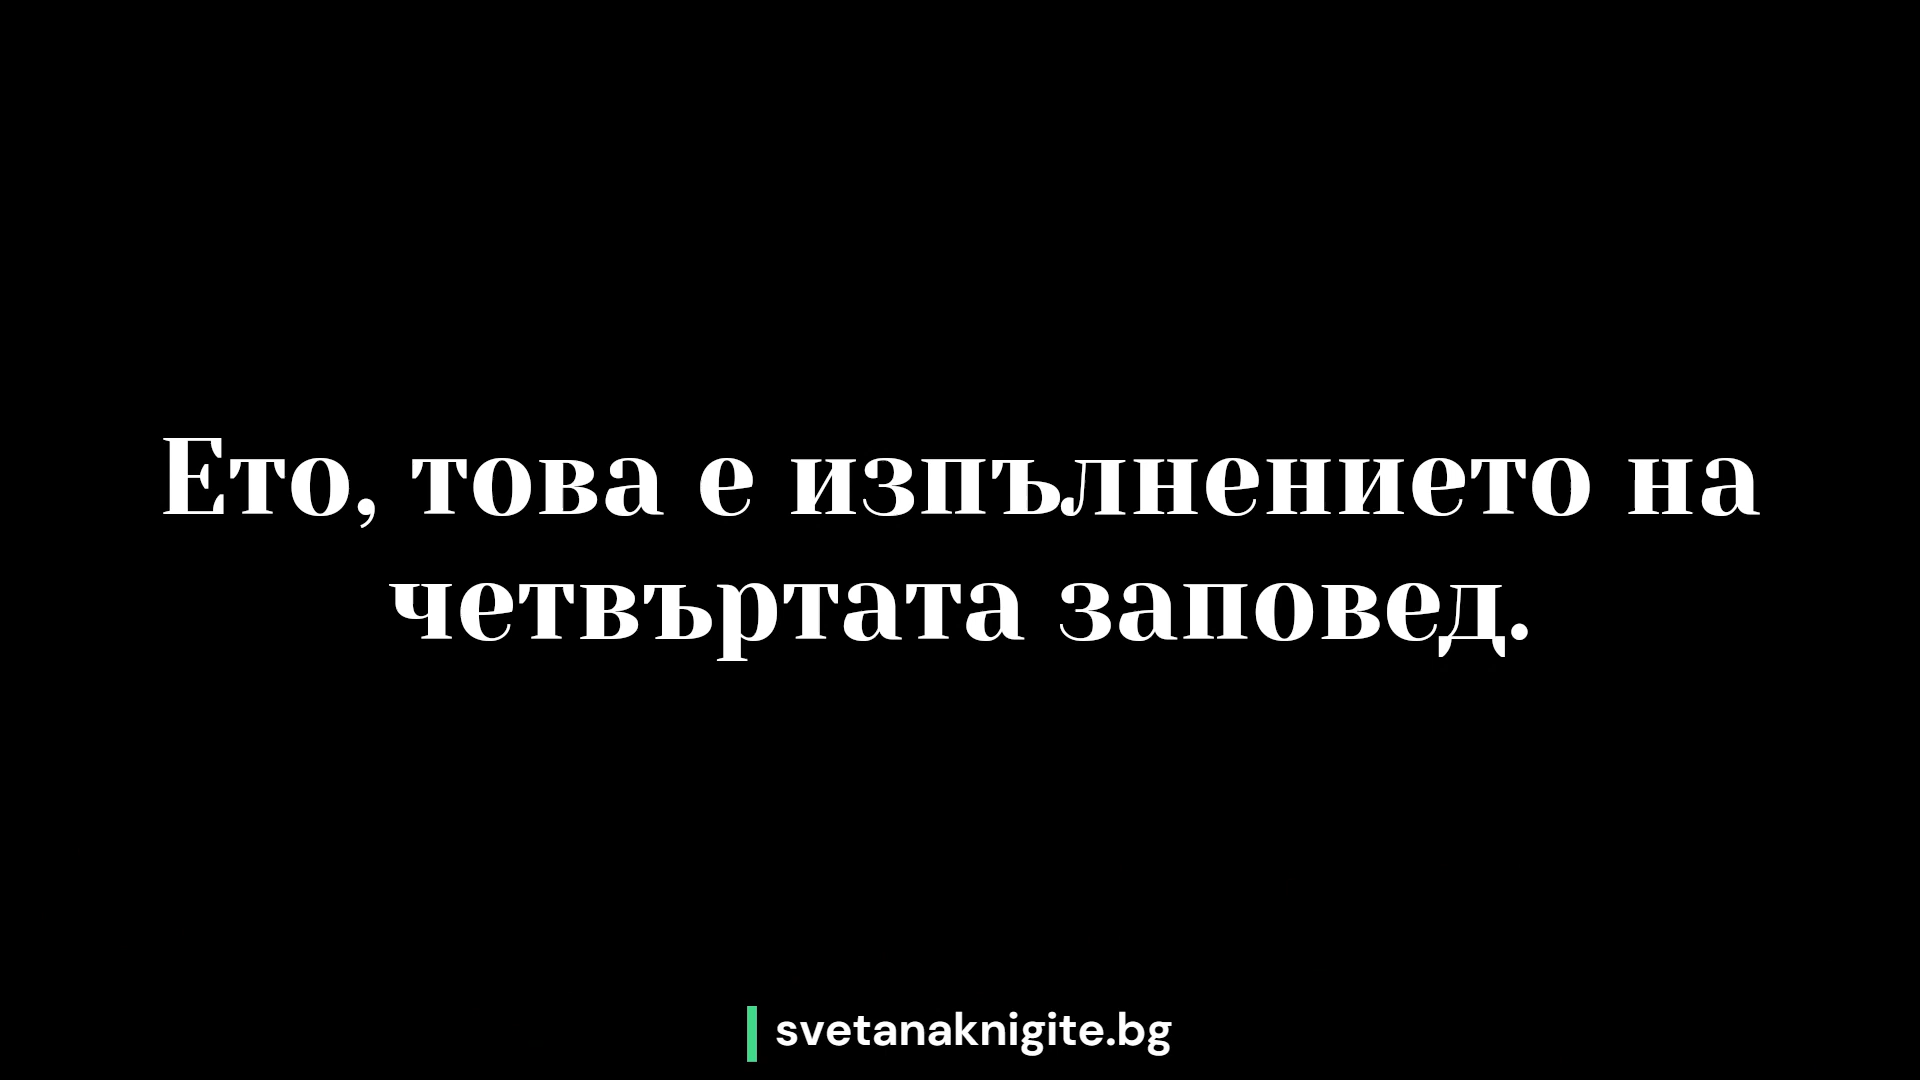 Ето, това е изпълнението на
четвъртата заповед.
svetanaknigite.bg